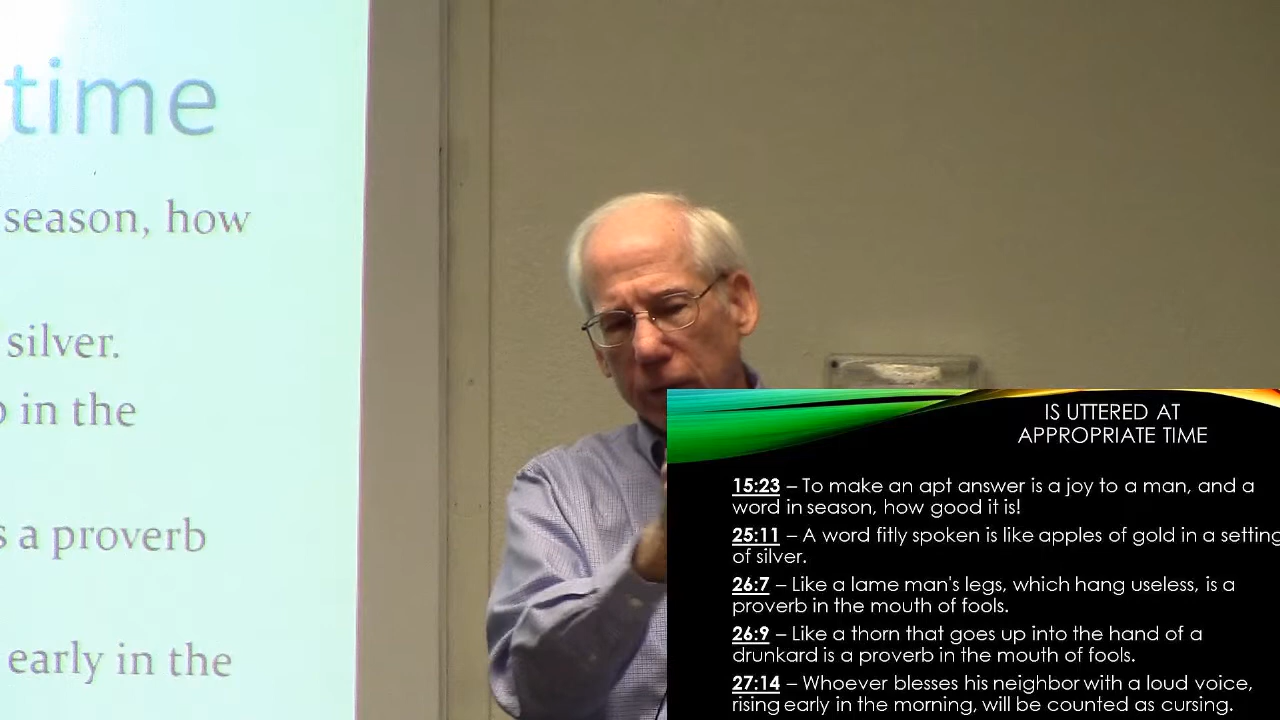 time
season, how
silver.
in the
s a proverb
early in the
IS UTTERED AT
APPROPRIATE TIME
15:23 – To make an apt answer is a joy to a man, and a
word in season, how good it is!
25:11 – A word fitly spoken is like apples of gold in a setting
of silver.
26:7 – Like a lame man's legs, which hang useless, is a
proverb in the mouth of fools.
26:9 – Like a thorn that goes up into the hand of a
drunkard is a proverb in the mouth of fools.
27:14 – Whoever blesses his neighbor with a loud voice,
rising early in the morning, will be counted as cursing.